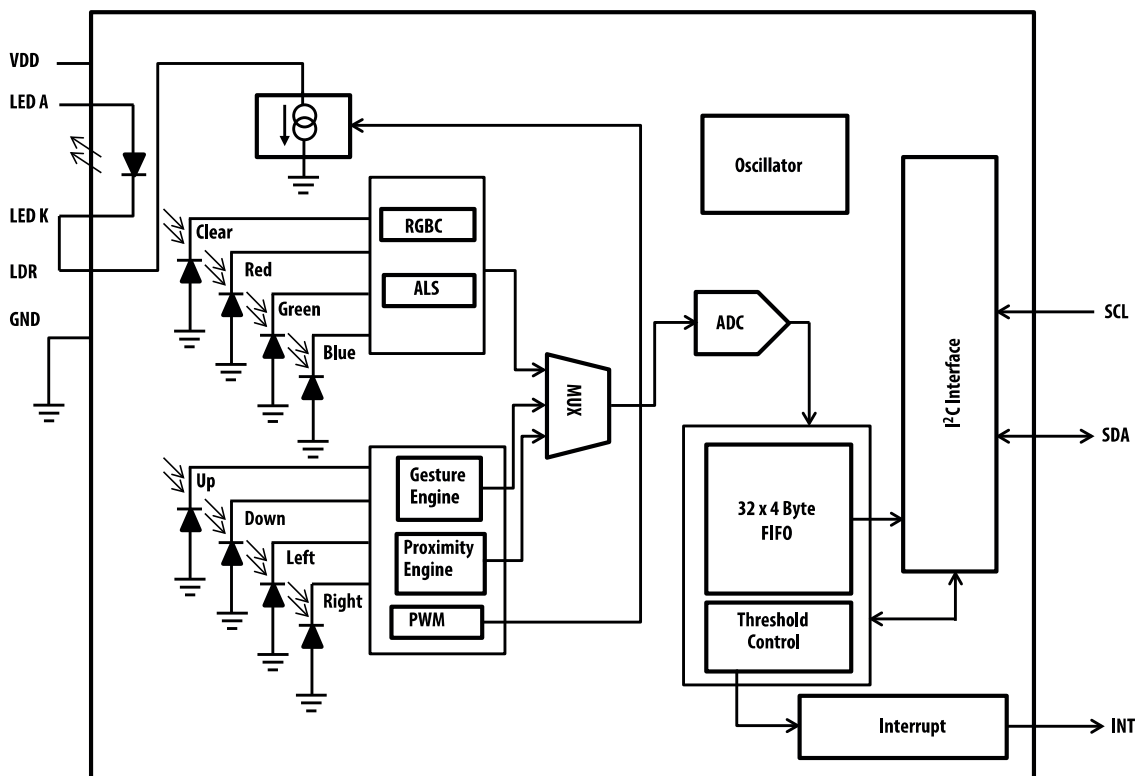 VDD
LED A
LED K
LDR
GND
Clear
Red
Green
Blue
RGBC
ALS
Up
Down
Left
Right
Gesture
Engine
Proximity
Engine
PWM
MUX
ADC
Oscillator
32 x 4 Byte
FIFO
Threshold
Control
I²C Interface
Interrupt
SCL
SDA
INT